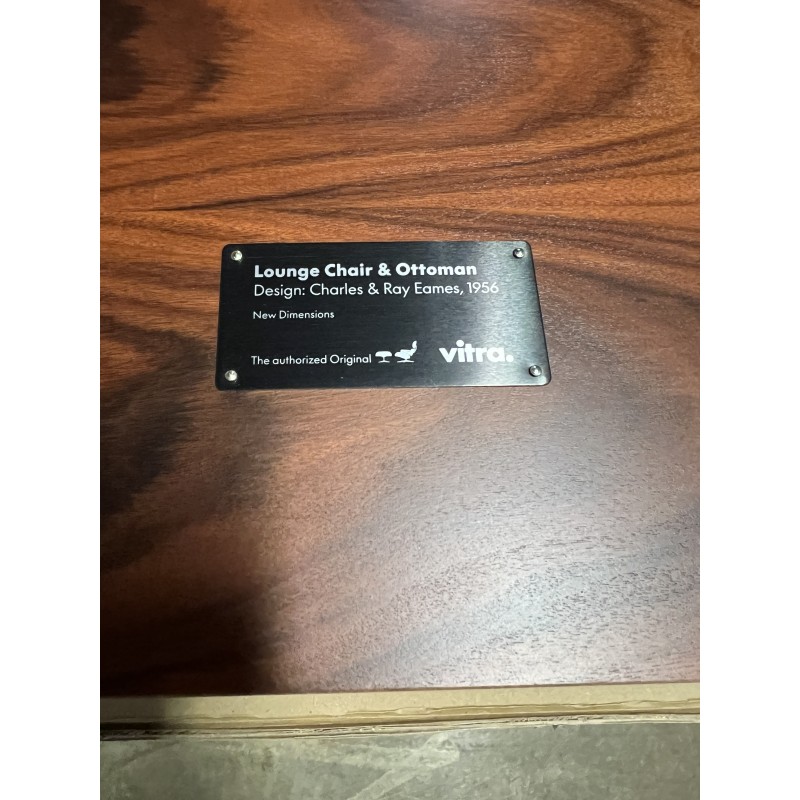 Lounge Chair & Ottoman
Design: Charles & Ray Eames, 1956
New Dimensions
The authorized Original
vitra.